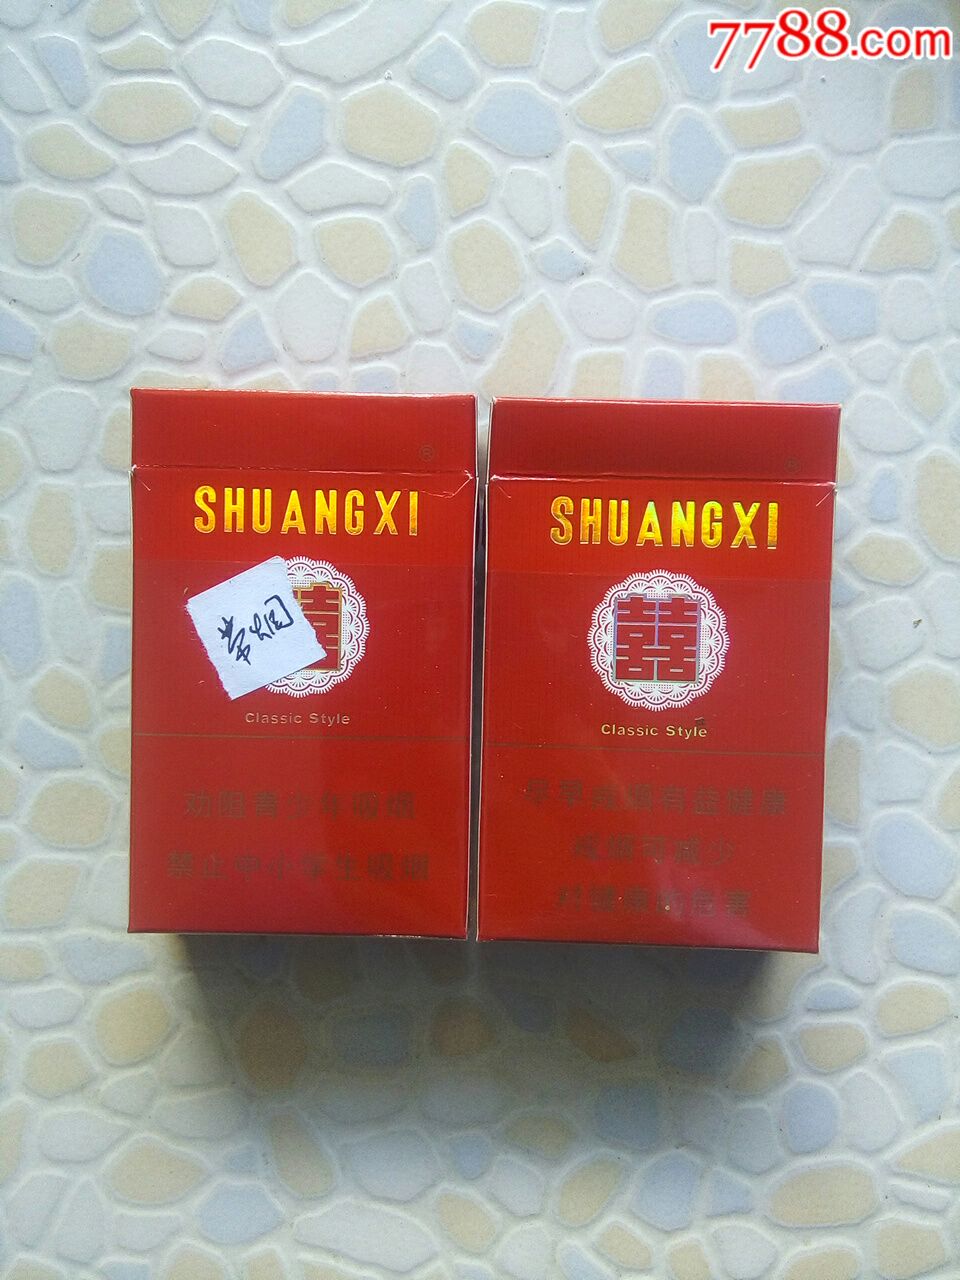 7788.com
®
SHUANGXI
囍
Classic Style
劝阻青少年吸烟
禁止中小学生吸烟
®
SHUANGXI
囍
Classic Style
尽早戒烟有益健康
戒烟可减少
对健康的危害